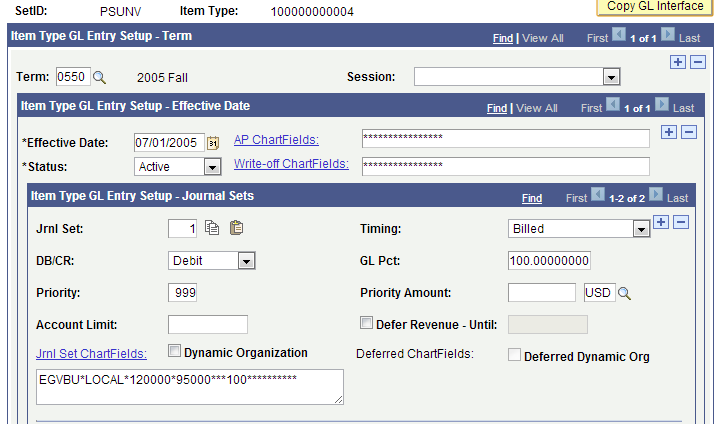 SetID: PSUNV Item Type: 100000000004 Copy GL Interface
Item Type GL Entry Setup - Term Find | View All First 1 of 1 Last
Term: 0550 2005 Fall Session:
Item Type GL Entry Setup - Effective Date Find | View All First 1 of 1 Last
*Effective Date: 07/01/2005 31 AP ChartFields: ***************
*Status: Active Write-off ChartFields: ***************
Item Type GL Entry Setup - Journal Sets Find First 1-2 of 2 Last
Jrnl Set: 1 Timing: Billed
DB/CR: Debit GL Pct: 100.00000000
Priority: 999 Priority Amount: USD
Account Limit: Defer Revenue - Until:
Jrnl Set ChartFields: Dynamic Organization Deferred ChartFields: Deferred Dynamic Org
EGVBU*LOCAL*120000*95000***100**********